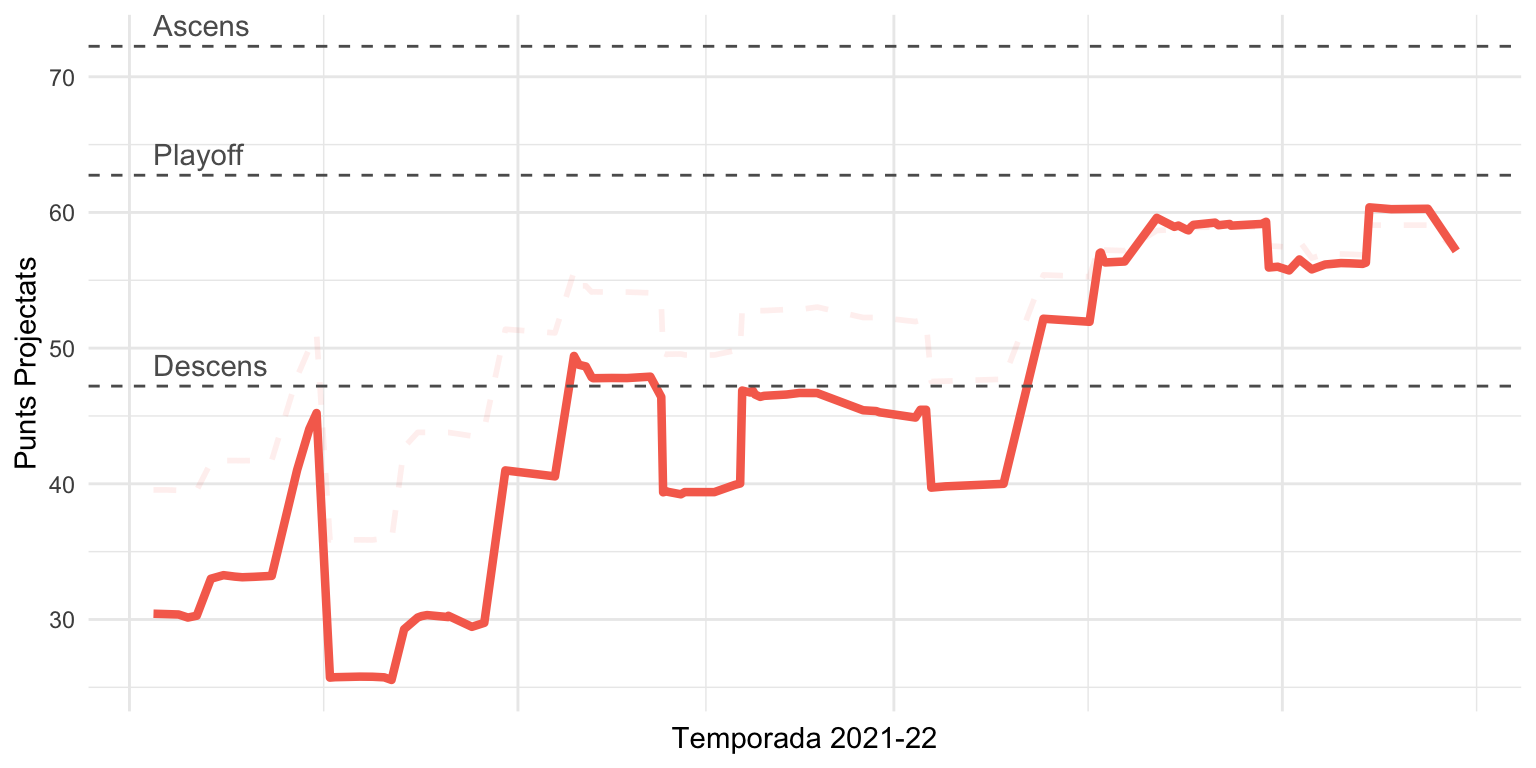 Ascens
70
Playoff
60
50
Descens
40
30
Punts Projectats
Temporada 2021-22